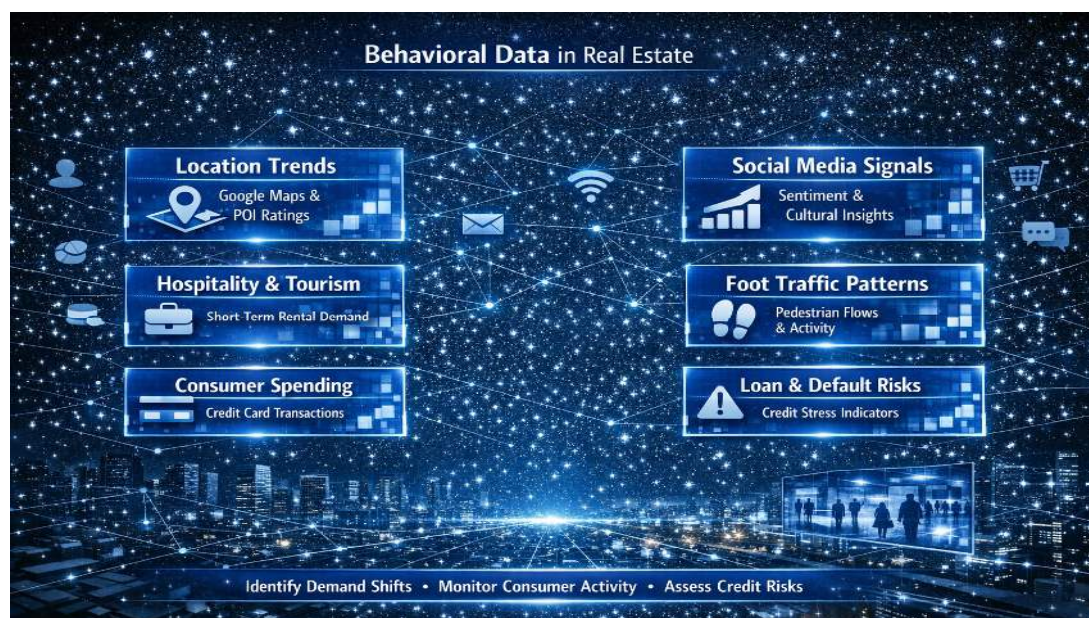 Behavioral Data in Real Estate
Location Trends
Google Maps &
POI Ratings
Hospitality & Tourism
Short Term Rental Demand
Consumer Spending
Credit Card Transactions
Social Media Signals
Sentiment &
Cultural Insights
Foot Traffic Patterns
Pedestrian Flows
& Activity
Loan & Default Risks
Credit Stress Indicators
Identify Demand Shifts • Monitor Consumer Activity • Assess Credit Risks